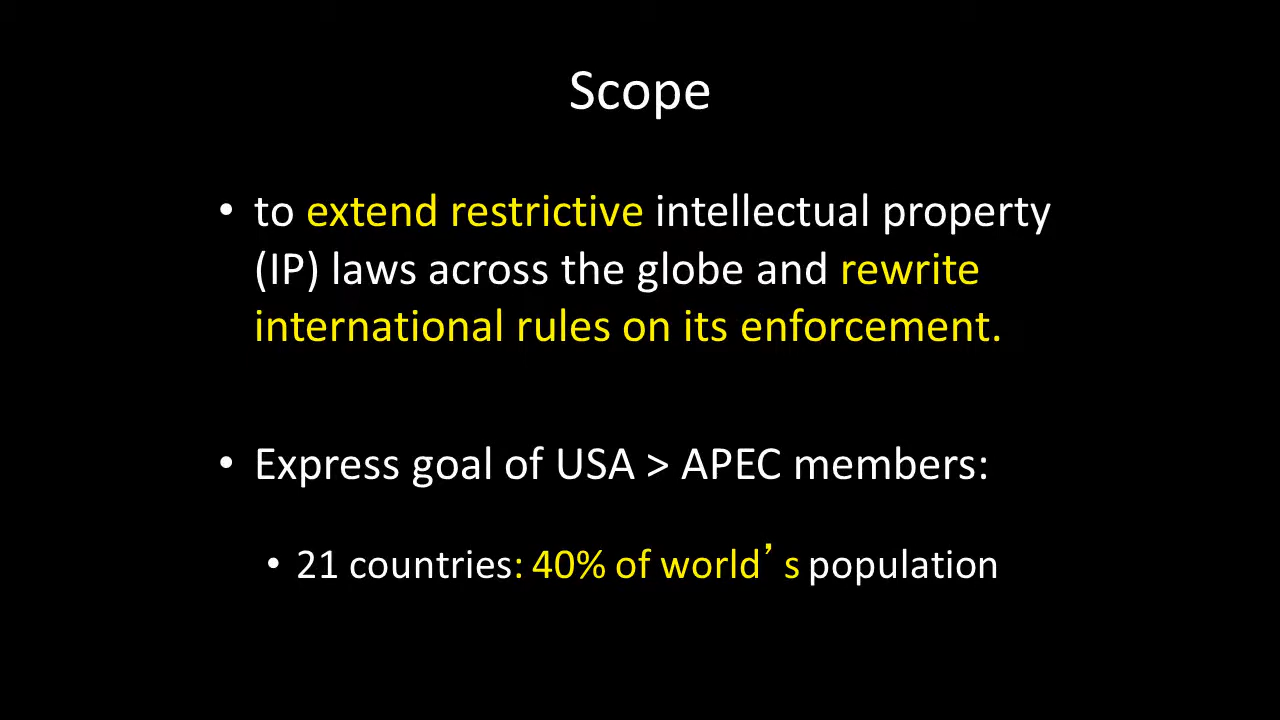 Scope
• to extend restrictive intellectual property
(IP) laws across the globe and rewrite
international rules on its enforcement.
• Express goal of USA > APEC members:
• 21 countries: 40% of world’s population